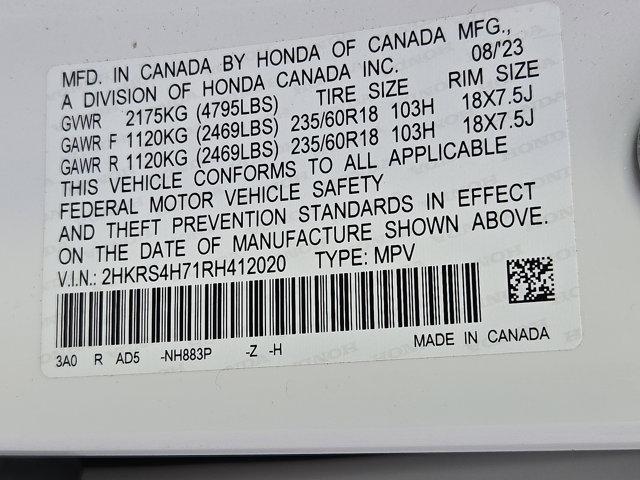 MFD. IN CANADA BY HONDA OF CANADA MFG.,
A DIVISION OF HONDA CANADA INC. 08/'23
GVWR 2175KG (4795LBS) TIRE SIZE RIM SIZE
GAWR F 1120KG (2469LBS) 235/60R18 103H 18X7.5J
GAWR R 1120KG (2469LBS) 235/60R18 103H 18X7.5J
THIS VEHICLE CONFORMS TO ALL APPLICABLE
FEDERAL MOTOR VEHICLE SAFETY
AND THEFT PREVENTION STANDARDS IN EFFECT
ON THE DATE OF MANUFACTURE SHOWN ABOVE.
V.I.N.: 2HKRS4H71RH412020 TYPE: MPV
3A0 R AD5 -NH883P -Z -H MADE IN CANADA